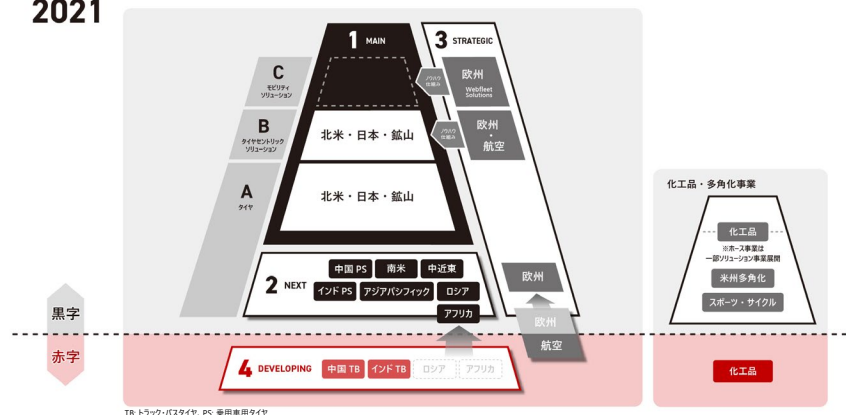 2021
1 MAIN
3 STRATEGIC
C
モビリティ
ソリューション
ノウハウ
仕組み
欧州
Webfleet
Solutions
B
タイヤセントリック
ソリューション
北米・日本・鉱山
ノウハウ
仕組み
欧州
・
航空
A
タイヤ
北米・日本・鉱山
2 NEXT
中国 PS
南米
中近東
インド PS
アジアパシフィック
ロシア
アフリカ
欧州
欧州
航空
黒字
赤字
4 DEVELOPING
中国 TB
インド TB
ロシア
アフリカ
化工品・多角化事業
化工品
※ホース事業は
一部ソリューション事業展開
米州多角化
スポーツ・サイクル
化工品
TB: トラック・バスタイヤ, PS: 乗用車用タイヤ